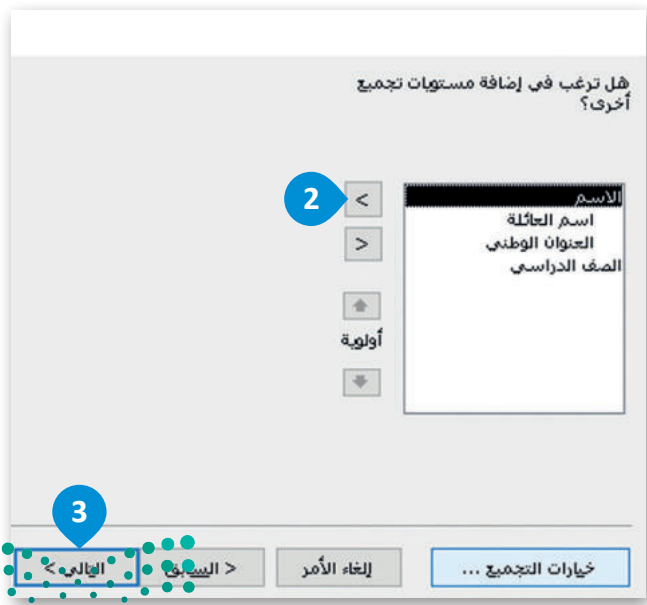 هل ترغب في إضافة مستويات تجميع
أخرى؟
الاسم
اسم العائلة
العنوان الوطني
الصف الدراسي
2
<
>
أولوية
3
خيارات التجميع ...
إلغاء الأمر
< السابق
التالي >